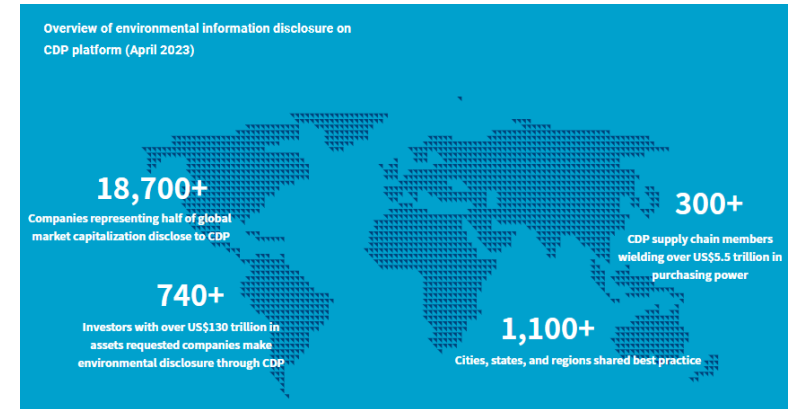 Overview of environmental information disclosure on
CDP platform (April 2023)
18,700+
Companies representing half of global
market capitalization disclose to CDP
740+
Investors with over US$130 trillion in
assets requested companies make
environmental disclosure through CDP
300+
CDP supply chain members
wielding over US$5.5 trillion in
purchasing power
1,100+
Cities, states, and regions shared best practice